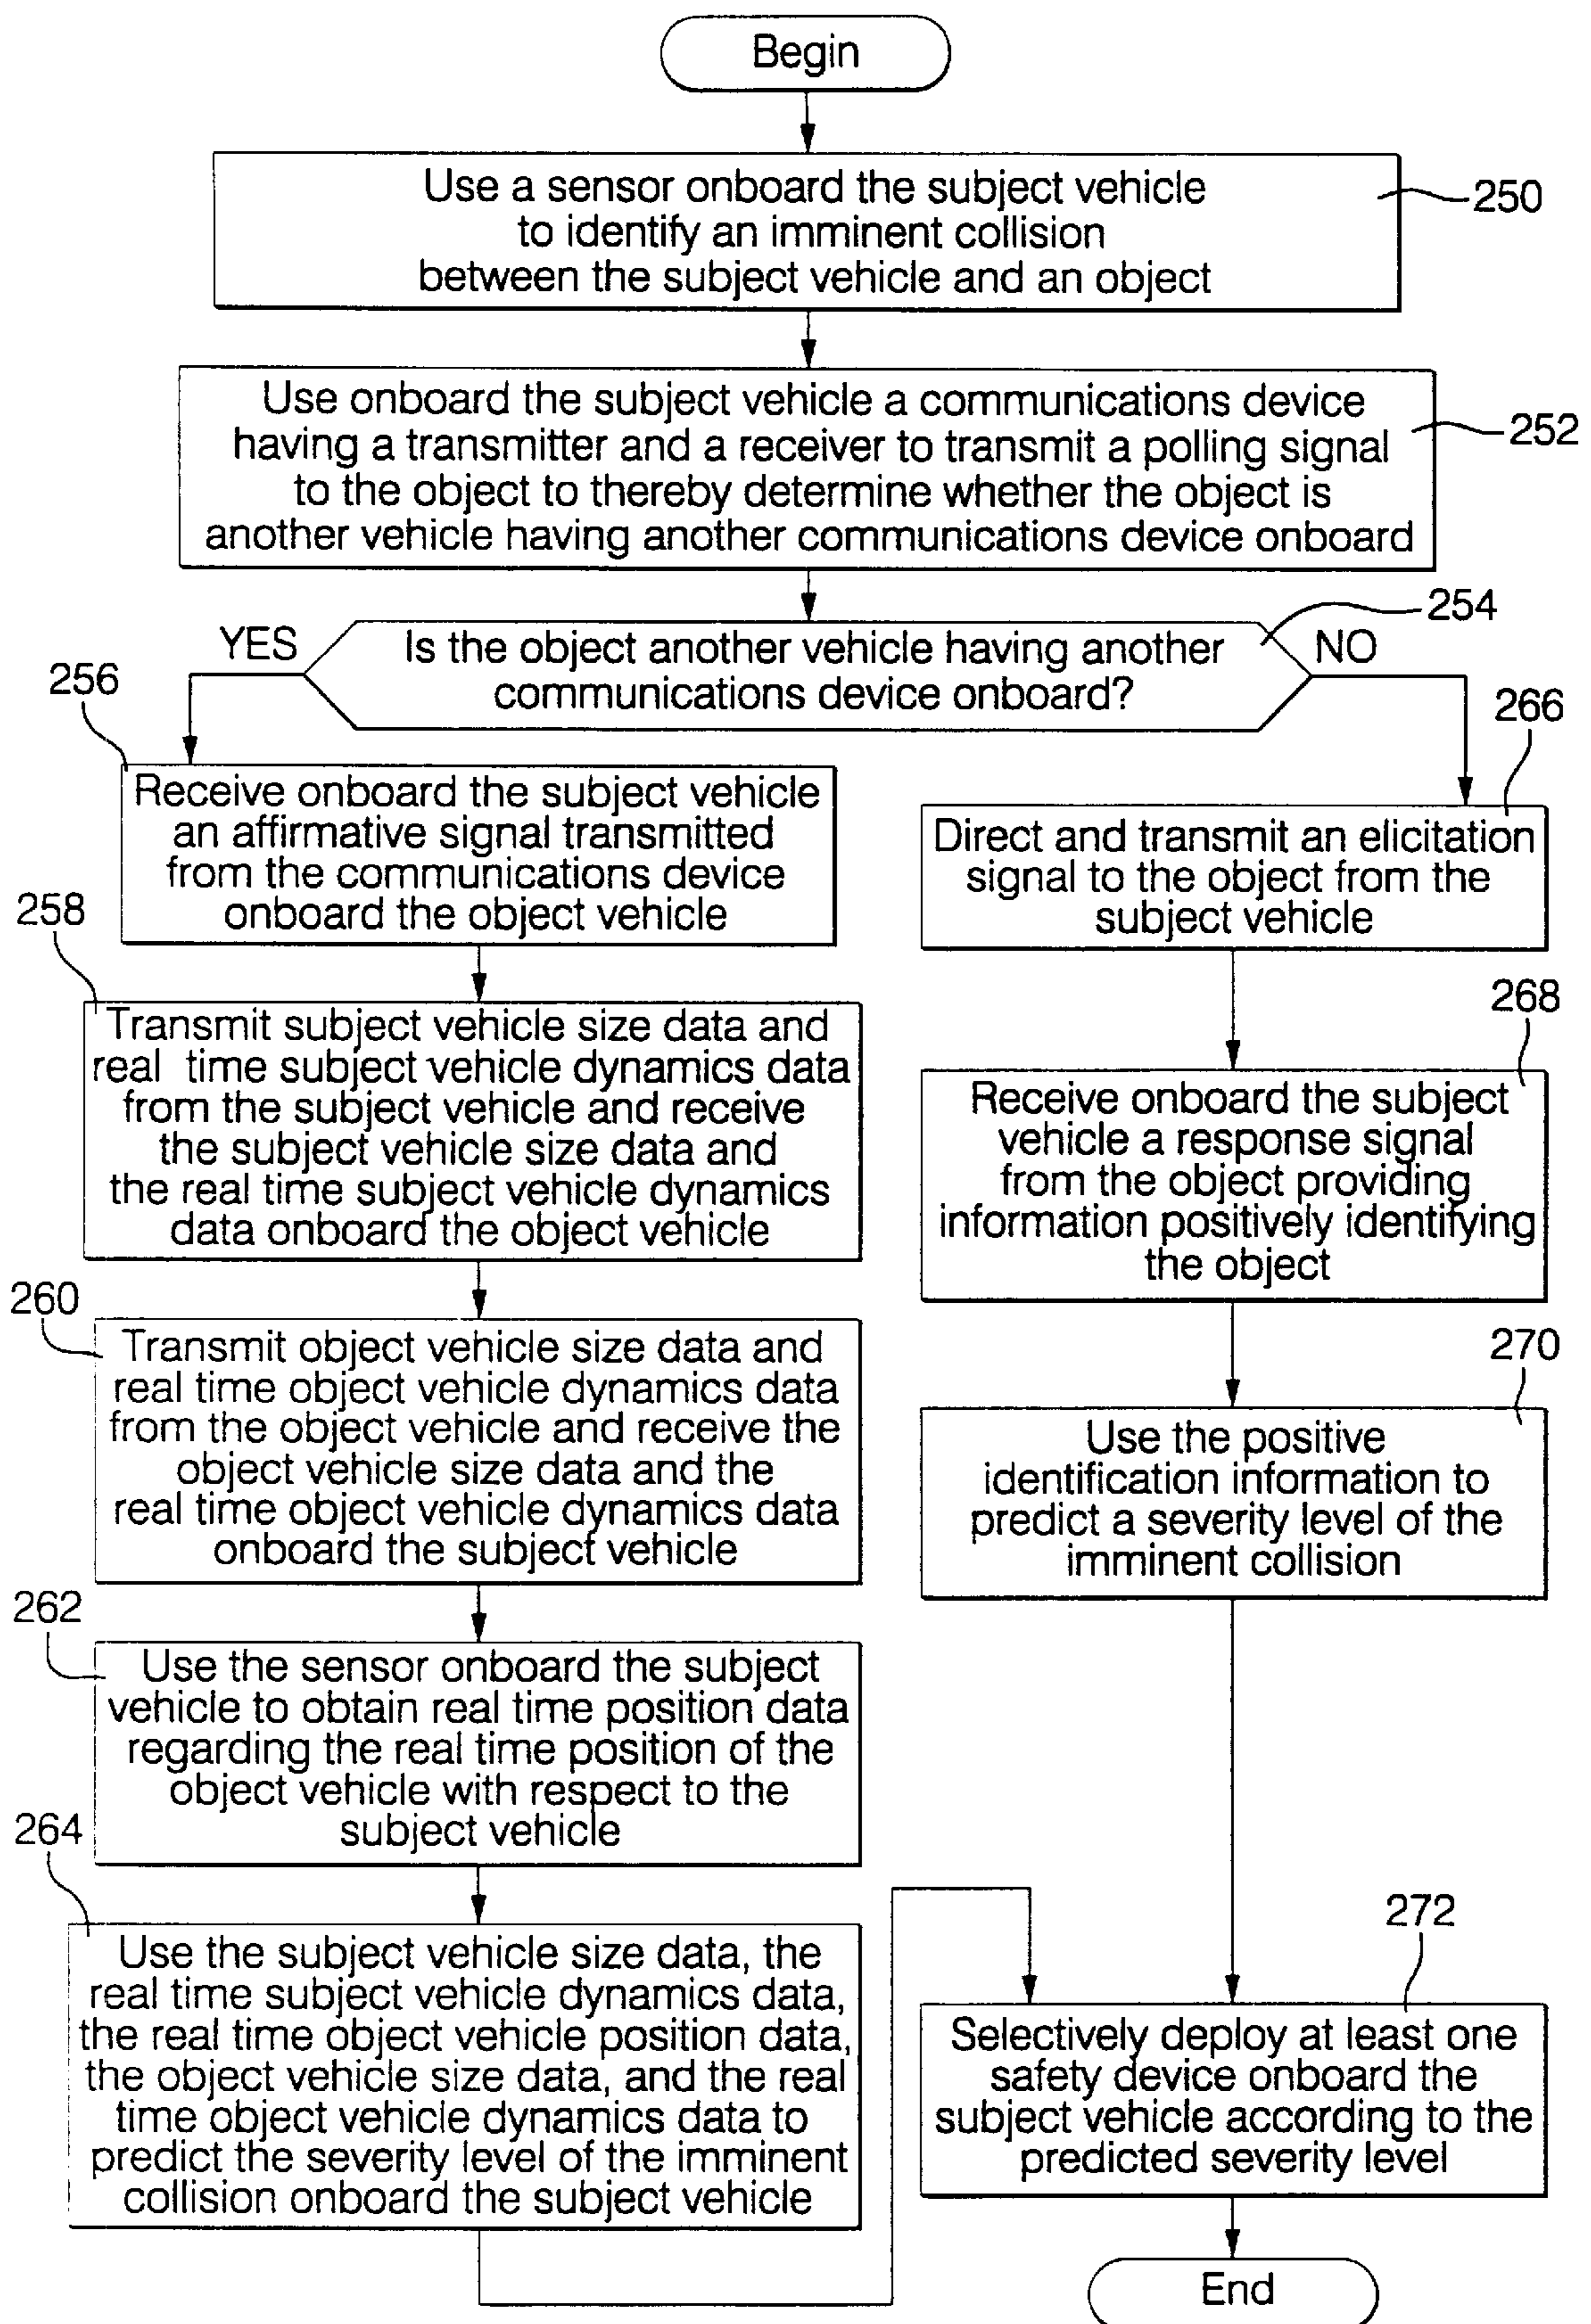 Begin
Use a sensor onboard the subject vehicle
to identify an imminent collision
between the subject vehicle and an object
250
Use onboard the subject vehicle a communications device
having a transmitter and a receiver to transmit a polling signal
to the object to thereby determine whether the object is
another vehicle having another communications device onboard
252
254
YES
Is the object another vehicle having another
communications device onboard?
NO
256
Receive onboard the subject vehicle
an affirmative signal transmitted
from the communications device
onboard the object vehicle
258
Transmit subject vehicle size data and
real time subject vehicle dynamics data
from the subject vehicle and receive
the subject vehicle size data and
the real time subject vehicle dynamics
data onboard the object vehicle
260
Transmit object vehicle size data and
real time object vehicle dynamics data
from the object vehicle and receive the
object vehicle size data and the
real time object vehicle dynamics data
onboard the subject vehicle
262
Use the sensor onboard the subject
vehicle to obtain real time position data
regarding the real time position of the
object vehicle with respect to the
subject vehicle
264
Use the subject vehicle size data, the
real time subject vehicle dynamics data,
the real time object vehicle position data,
the object vehicle size data, and the real
time object vehicle dynamics data to
predict the severity level of the imminent
collision onboard the subject vehicle
266
Direct and transmit an elicitation
signal to the object from the
subject vehicle
268
Receive onboard the subject
vehicle a response signal
from the object providing
information positively identifying
the object
270
Use the positive
identification information to
predict a severity level of the
imminent collision
272
Selectively deploy at least one
safety device onboard the
subject vehicle according to the
predicted severity level
End